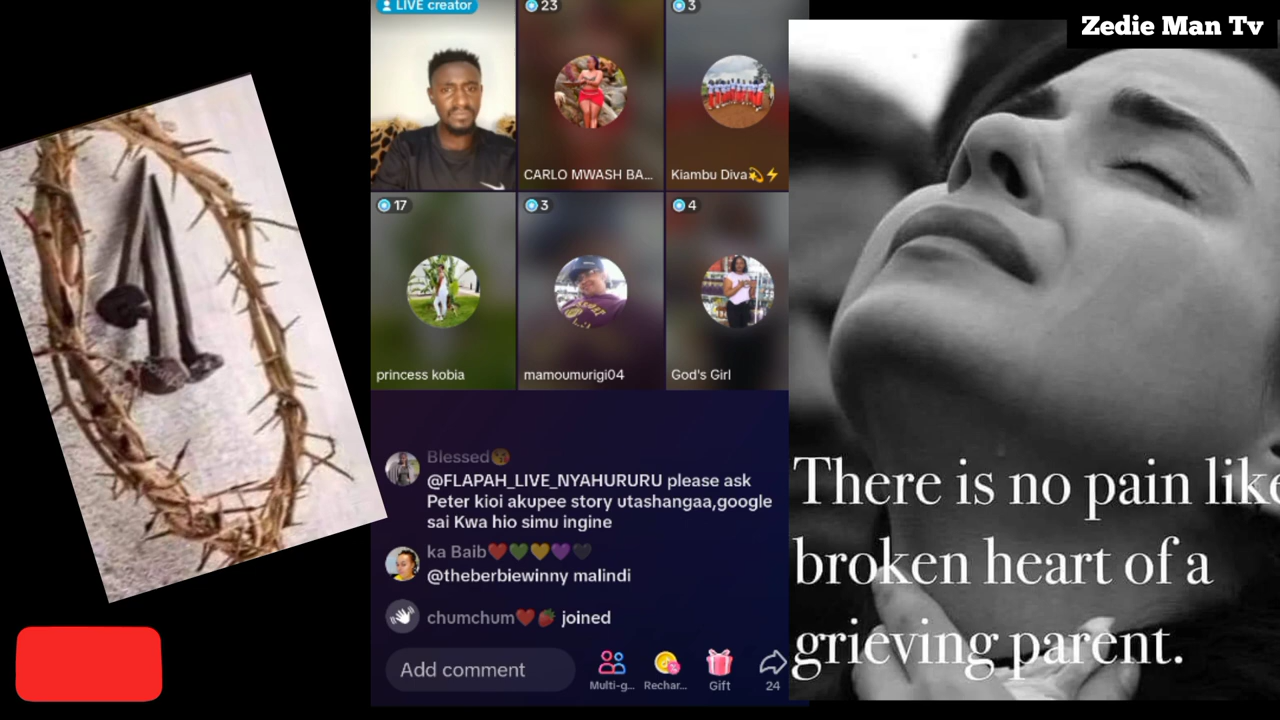 LIVE creator
23
3
Zedie Man Tv
CARLO MWASH BA...
Kiambu Diva💫⚡
17
3
4
princess kobia
mamoumurigi04
God's Girl
Blessed
@FLAPAH_LIVE_NYAHURURU please ask
Peter kioi akupee story utashangaa,google
sai Kwa hio simu ingine
ka Baib❤️💚💛💜🖤
@theberbiewinny malindi
chumchum❤️🍓 joined
Add comment
Multi-g...
Rechar...
Gift
24
There is no pain like
broken heart of a
grieving parent.